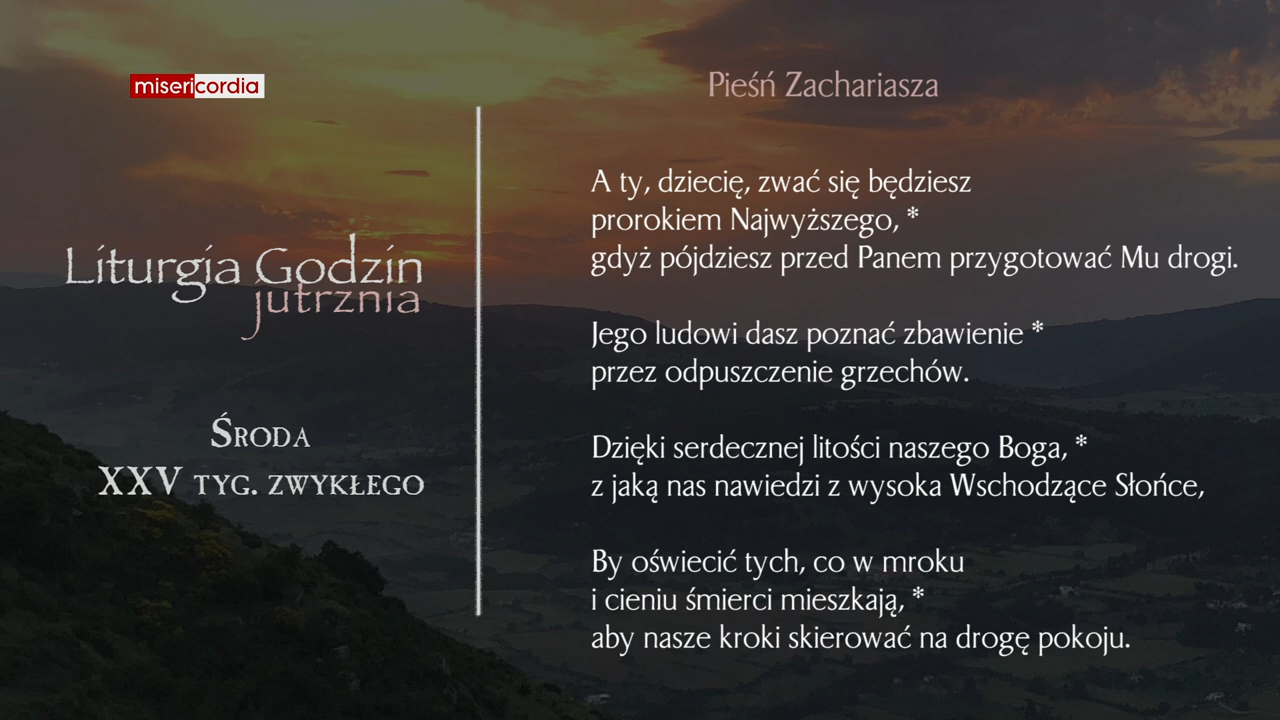 misericordia
Liturgia Godzin
jutrznia
Środa
XXV tyg. zwykłego
Pieśń Zachariasza
A ty, dziecię, zwać się będziesz
prorokiem Najwyższego, *
gdyż pójdziesz przed Panem przygotować Mu drogi.
Jego ludowi dasz poznać zbawienie *
przez odpuszczenie grzechów.
Dzięki serdecznej litości naszego Boga, *
z jaką nas nawiedzi z wysoka Wschodzące Słońce,
By oświecić tych, co w mroku
i cieniu śmierci mieszkają, *
aby nasze kroki skierować na drogę pokoju.